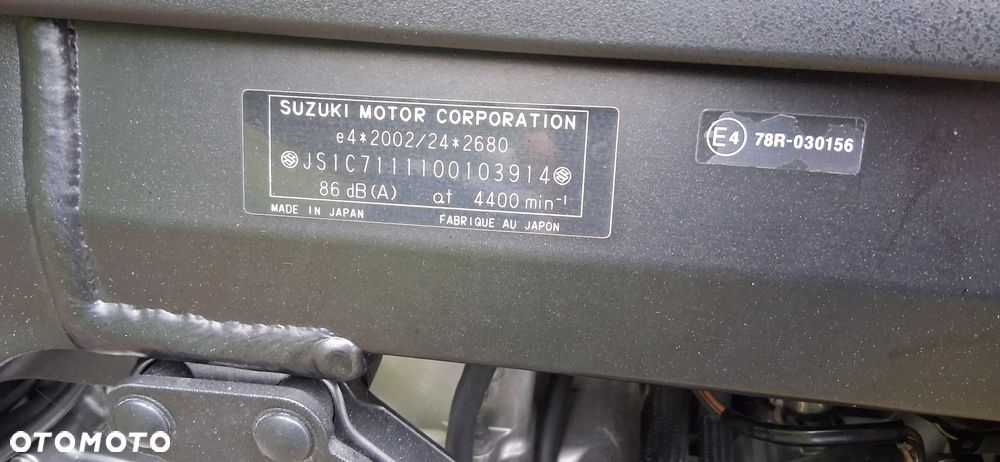 SUZUKI MOTOR CORPORATION
e4*2002/24*2680
JS1C7111100103914
86 dB(A) at 4400 min-1
MADE IN JAPAN FABRIQUE AU JAPON
E4 78R-030156
OTOMOTO